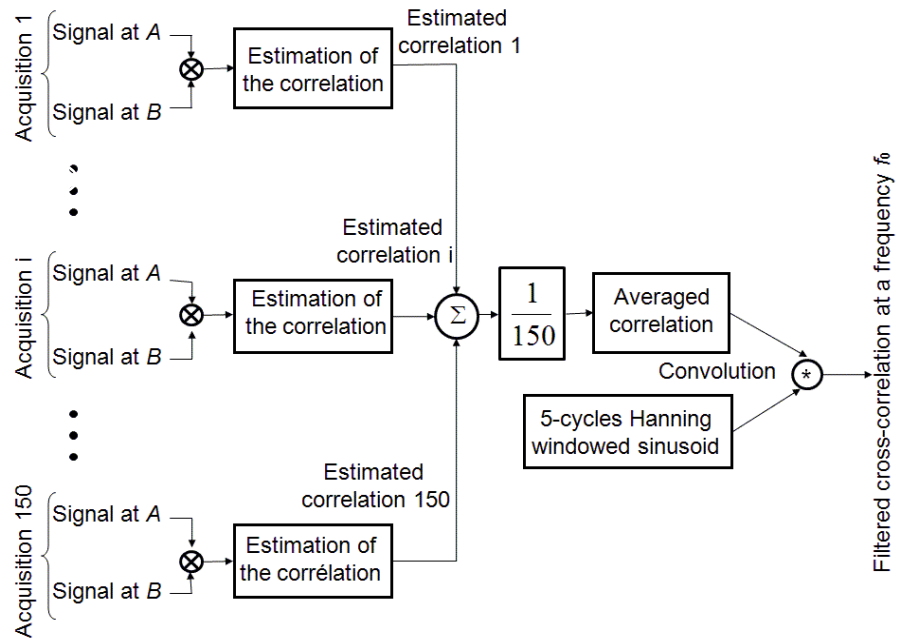 Acquisition 1
Signal at A
Signal at B
Estimation of
the correlation
Estimated
correlation 1
Acquisition i
Signal at A
Signal at B
Estimation of
the correlation
Estimated
correlation i
Σ
1
150
Averaged
correlation
Convolution
*
5-cycles Hanning
windowed sinusoid
Acquisition 150
Signal at A
Signal at B
Estimation of
the corrélation
Estimated
correlation 150
Filtered cross-correlation at a frequency f0